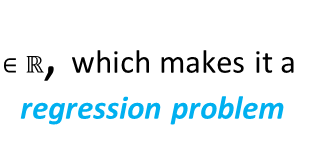 ∈ ℝ, which makes it a
regression problem